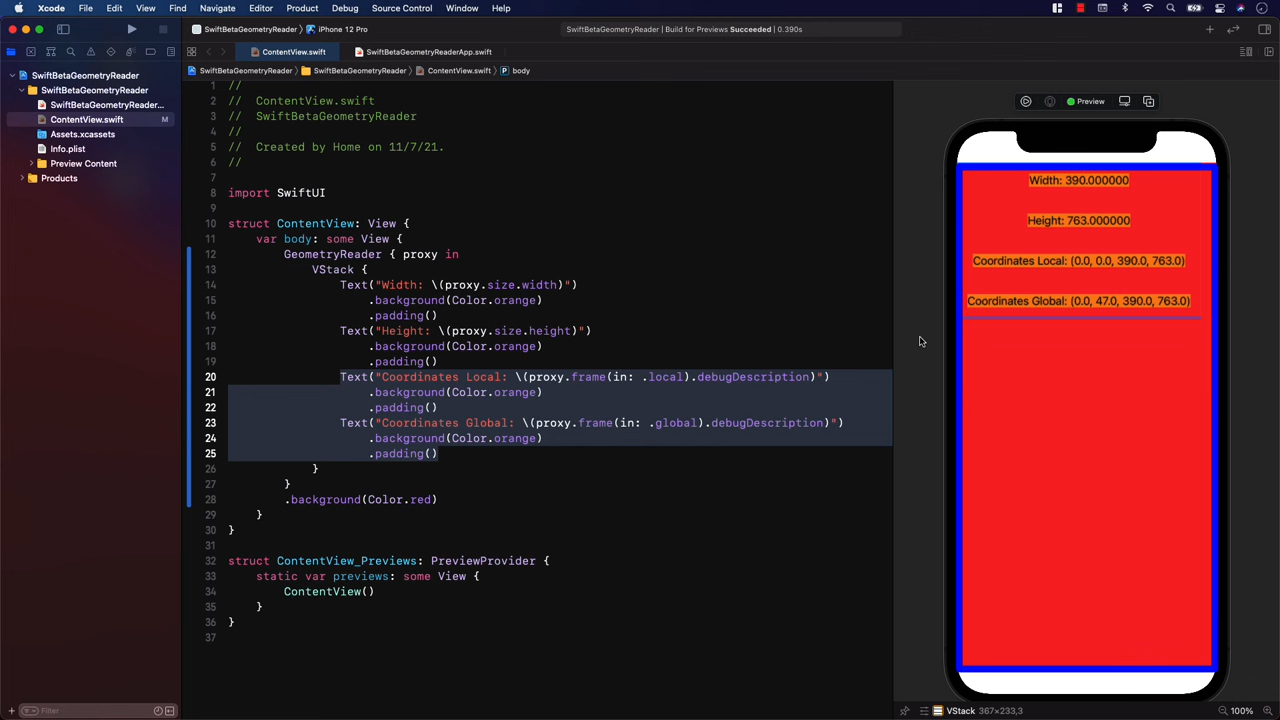 Xcode File Edit View Find Navigate Editor Product Debug Source Control Window Help
SwiftBetaGeometryReader iPhone 12 Pro SwiftBetaGeometryReader | Build for Previews Succeeded | 0.390s
ContentView.swift SwiftBetaGeometryReaderApp.swift
SwiftBetaGeometryReader SwiftBetaGeometryReader ContentView.swift P body
SwiftBetaGeometryReader
SwiftBetaGeometryReader
SwiftBetaGeometryReader...
ContentView.swift M
Assets.xcassets
Info.plist
Preview Content
Products
Filter
1 //
2 // ContentView.swift
3 // SwiftBetaGeometryReader
4 //
5 // Created by Home on 11/7/21.
6 //
7
8 import SwiftUI
9
10 struct ContentView: View {
11 var body: some View {
12 GeometryReader { proxy in
13 VStack {
14 Text("Width: \(proxy.size.width)")
15 .background(Color.orange)
16 .padding()
17 Text("Height: \(proxy.size.height)")
18 .background(Color.orange)
19 .padding()
20 Text("Coordinates Local: \(proxy.frame(in: .local).debugDescription)")
21 .background(Color.orange)
22 .padding()
23 Text("Coordinates Global: \(proxy.frame(in: .global).debugDescription)")
24 .background(Color.orange)
25 .padding()
26 }
27 }
28 .background(Color.red)
29 }
30 }
31
32 struct ContentView_Previews: PreviewProvider {
33 static var previews: some View {
34 ContentView()
35 }
36 }
37
Preview
Width: 390.000000
Height: 763.000000
Coordinates Local: (0.0, 0.0, 390.0, 763.0)
Coordinates Global: (0.0, 47.0, 390.0, 763.0)
VStack 367×233,3 100%